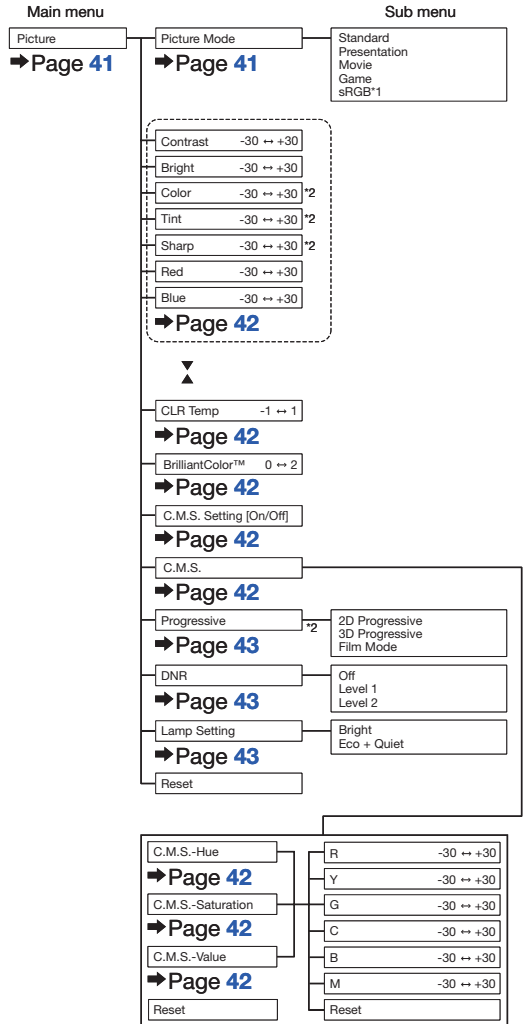 Main menu Sub menu
Picture Picture Mode Standard
➡Page 41 ➡Page 41 Presentation
Movie
Game
sRGB*1
Contrast -30 ↔ +30
Bright -30 ↔ +30
Color -30 ↔ +30 *2
Tint -30 ↔ +30 *2
Sharp -30 ↔ +30 *2
Red -30 ↔ +30
Blue -30 ↔ +30
➡Page 42
CLR Temp -1 ↔ 1
➡Page 42
BrilliantColor™ 0 ↔ 2
➡Page 42
C.M.S. Setting [On/Off]
➡Page 42
C.M.S.
➡Page 42
Progressive *2 2D Progressive
➡Page 43 3D Progressive
Film Mode
DNR Off
➡Page 43 Level 1
Level 2
Lamp Setting Bright
➡Page 43 Eco + Quiet
Reset
C.M.S.-Hue R -30 ↔ +30
➡Page 42 Y -30 ↔ +30
C.M.S.-Saturation G -30 ↔ +30
➡Page 42 C -30 ↔ +30
C.M.S.-Value B -30 ↔ +30
➡Page 42 M -30 ↔ +30
Reset Reset